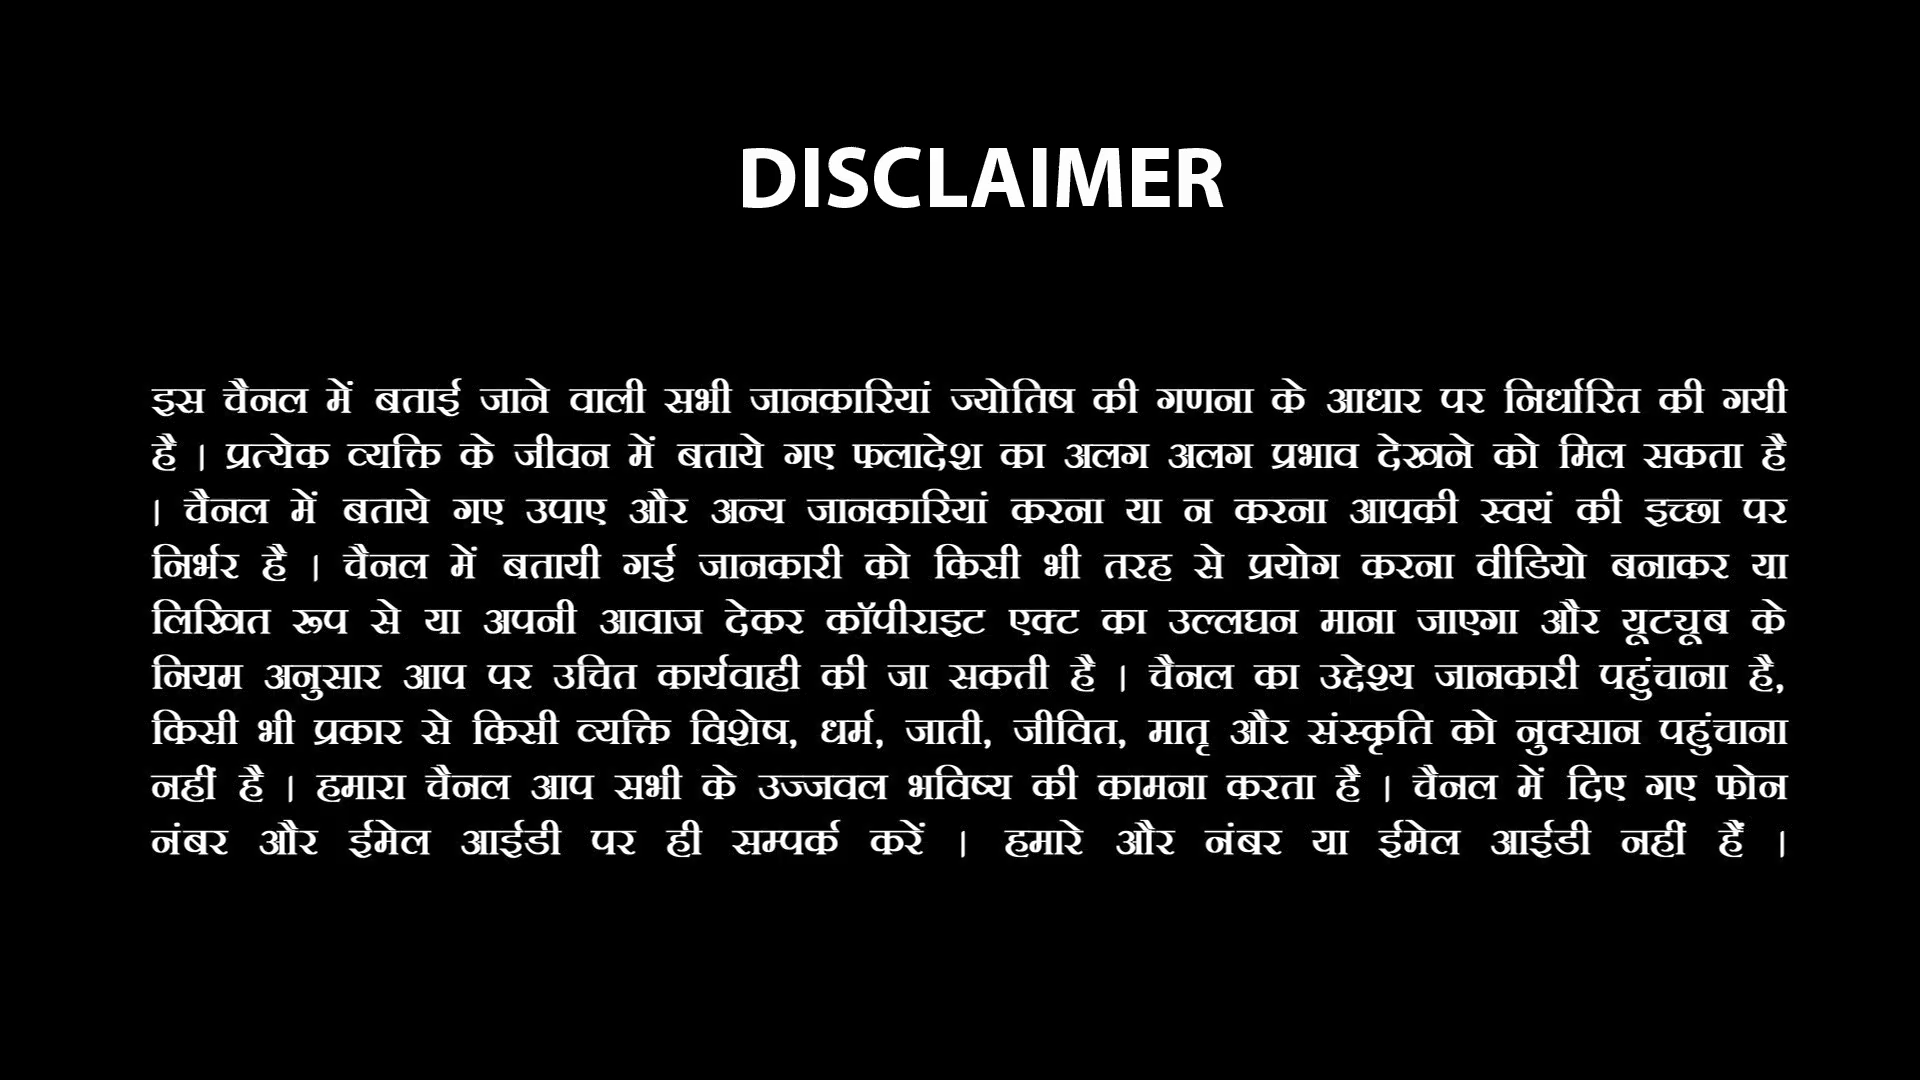 DISCLAIMER
इस चैनल में बताई जाने वाली सभी जानकारियां ज्योतिष की गणना के आधार पर निर्धारित की गयी
है । प्रत्येक व्यक्ति के जीवन में बताये गए फलादेश का अलग अलग प्रभाव देखने को मिल सकता है
। चैनल में बताये गए उपाए और अन्य जानकारियां करना या न करना आपकी स्वयं की इच्छा पर
निर्भर है । चैनल में बतायी गई जानकारी को किसी भी तरह से प्रयोग करना वीडियो बनाकर या
लिखित रूप से या अपनी आवाज देकर कॉपीराइट एक्ट का उल्लघन माना जाएगा और यूट्यूब के
नियम अनुसार आप पर उचित कार्यवाही की जा सकती है । चैनल का उद्देश्य जानकारी पहुंचाना है,
किसी भी प्रकार से किसी व्यक्ति विशेष, धर्म, जाती, जीवित, मातृ और संस्कृति को नुक्सान पहुंचाना
नहीं है । हमारा चैनल आप सभी के उज्जवल भविष्य की कामना करता है । चैनल में दिए गए फोन
नंबर और ईमेल आईडी पर ही सम्पर्क करें । हमारे और नंबर या ईमेल आईडी नहीं हैं ।